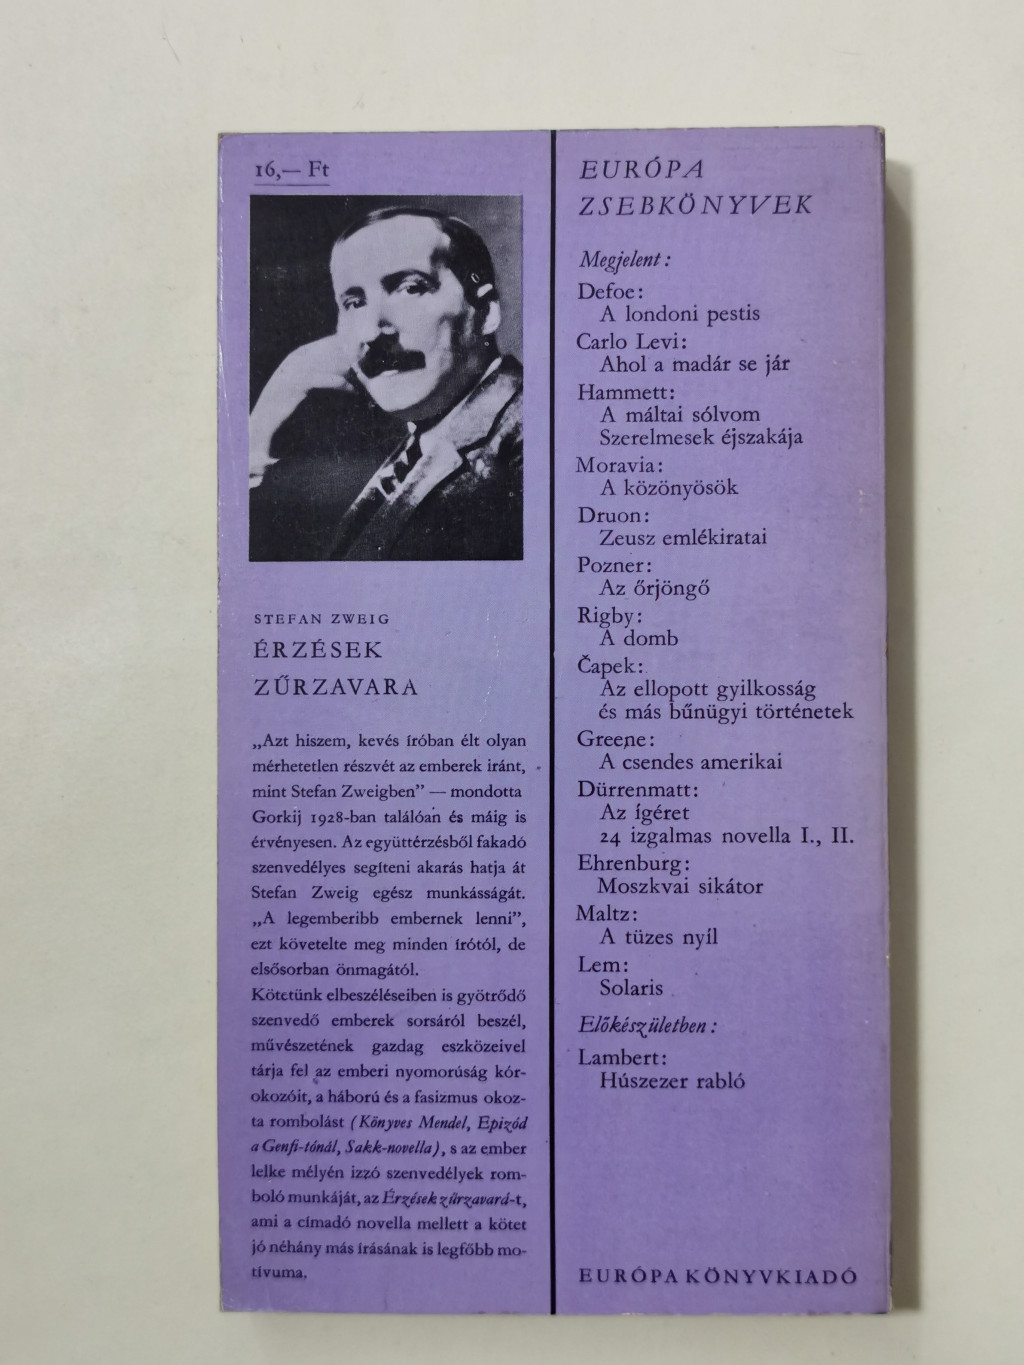 16,— Ft
STEFAN ZWEIG
ÉRZÉSEK
ZŰRZAVARA
„Azt hiszem, kevés íróban élt olyan
mérhetetlen részvét az emberek iránt,
mint Stefan Zweigben” — mondotta
Gorkij 1928-ban találóan és máig is
érvényesen. Az együttérzésből fakadó
szenvedélyes segíteni akarás hatja át
Stefan Zweig egész munkásságát.
„A legemberibb embernek lenni”,
ezt követelte meg minden írótól, de
elsősorban önmagától.
Kötetünk elbeszéléseiben is gyötrődő
szenvedő emberek sorsáról beszél,
művészetének gazdag eszközeivel
tárja fel az emberi nyomorúság kór-
okozóit, a háború és a fasizmus okoz-
ta rombolást (Könyves Mendel, Epizód
a Genfi-tónál, Sakk-novella), s az ember
lelke mélyén izzó szenvedélyek rom-
boló munkáját, az Érzések zűrzavará-t,
ami a címadó novella mellett a kötet
jó néhány más írásának is legfőbb mo-
tívuma.
EURÓPA
ZSEBKÖNYVEK
Megjelent:
Defoe:
A londoni pestis
Carlo Levi:
Ahol a madár se jár
Hammett:
A máltai sólvom
Szerelmesek éjszakája
Moravia:
A közönyösök
Druon:
Zeusz emlékiratai
Pozner:
Az őrjöngő
Rigby:
A domb
Čapek:
Az ellopott gyilkosság
és más bűnügyi történetek
Greene:
A csendes amerikai
Dürrenmatt:
Az ígéret
24 izgalmas novella I., II.
Ehrenburg:
Moszkvai sikátor
Maltz:
A tüzes nyíl
Lem:
Solaris
Előkészületben:
Lambert:
Húszezer rabló
EURÓPA KÖNYVKIADÓ